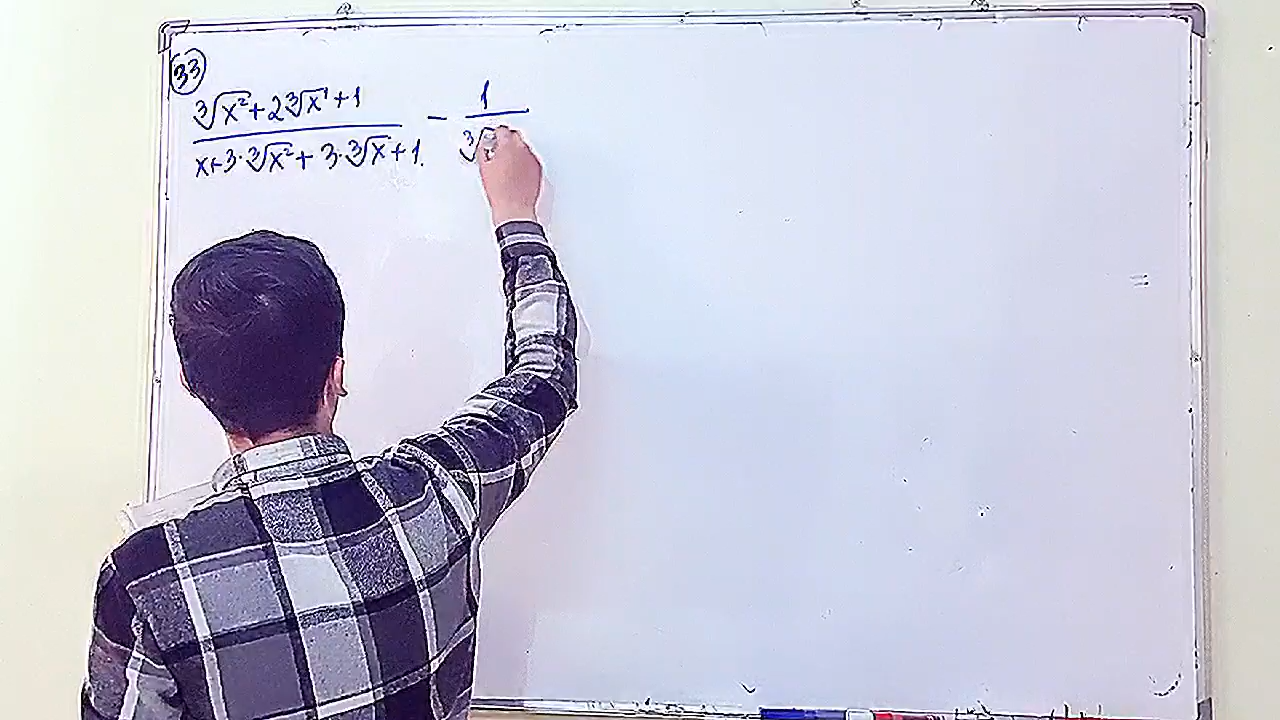 33
∛x² + 2∛x + 1 / x + 3·∛x² + 3·∛x + 1. − 1 / ∛